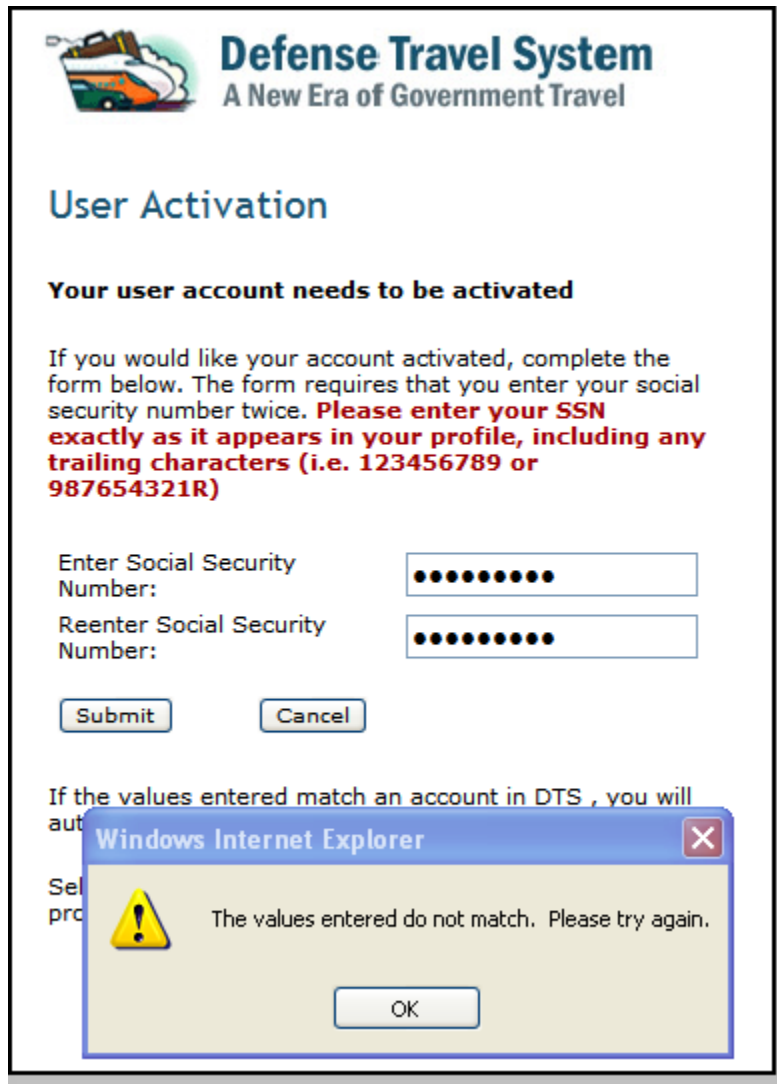 Defense Travel System
A New Era of Government Travel
User Activation
Your user account needs to be activated
If you would like your account activated, complete the
form below. The form requires that you enter your social
security number twice. Please enter your SSN
exactly as it appears in your profile, including any
trailing characters (i.e. 123456789 or
987654321R)
Enter Social Security
Number:
●●●●●●●●●
Reenter Social Security
Number:
●●●●●●●●●
Submit Cancel
If the values entered match an account in DTS , you will
Windows Internet Explorer
The values entered do not match. Please try again.
OK